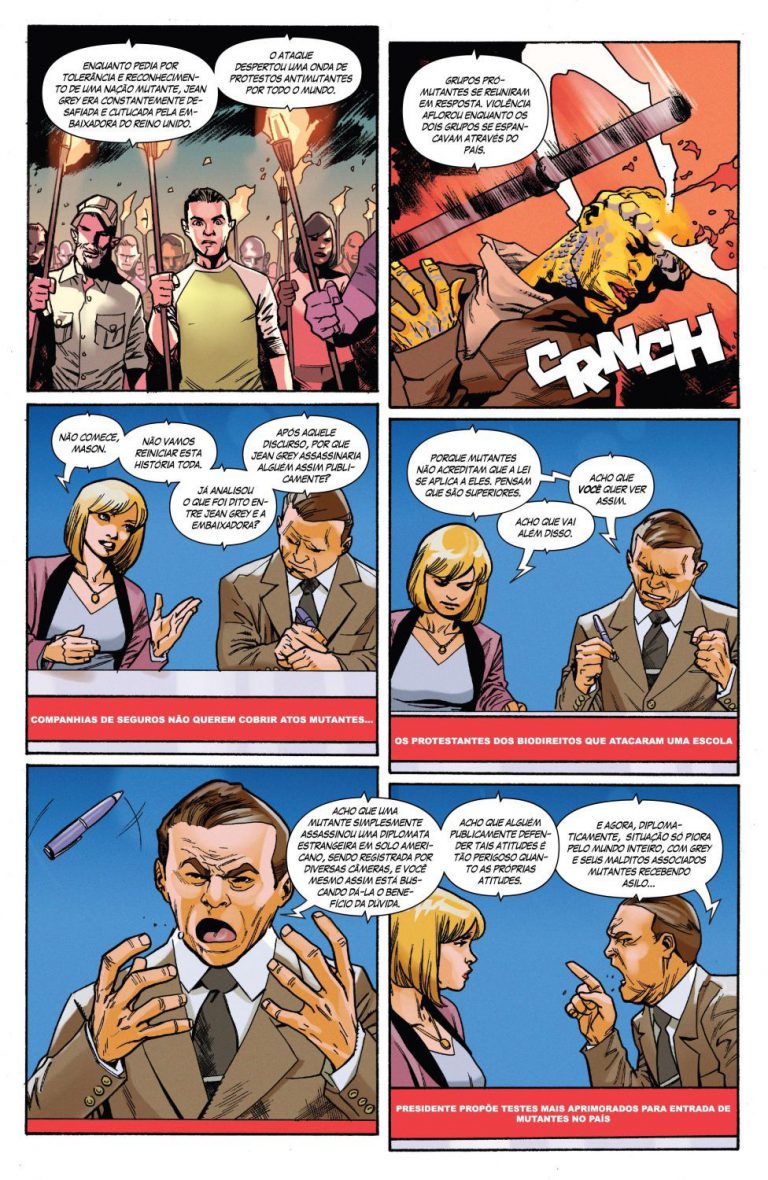 ENQUANTO PEDIA POR
TOLERÂNCIA E RECONHECIMEN-
TO DE UMA NAÇÃO MUTANTE, JEAN
GREY ERA CONSTANTEMENTE DE-
SAFIADA E CUTUCADA PELA EM-
BAIXADORA DO REINO UNIDO.
O ATAQUE
DESPERTOU UMA ONDA DE
PROTESTOS ANTIMUTANTES
POR TODO O MUNDO.
GRUPOS PRÓ-
MUTANTES SE REUNIRAM
EM RESPOSTA. VIOLÊNCIA
AFLOROU ENQUANTO OS
DOIS GRUPOS SE ESPAN-
CAVAM ATRAVÉS DO
PAÍS.
CRNCH
NÃO COMECE,
MASON.
NÃO VAMOS
REINICIAR ESTA
HISTÓRIA TODA.
JÁ ANALISOU
O QUE FOI DITO EN-
TRE JEAN GREY E A
EMBAIXADORA?
APÓS AQUELE
DISCURSO, POR QUE
JEAN GREY ASSASSINARIA
ALGUÉM ASSIM PUBLI-
CAMENTE?
COMPANHIAS DE SEGUROS NÃO QUEREM COBRIR ATOS MUTANTES...
PORQUE MUTANTES
NÃO ACREDITAM QUE A LEI
SE APLICA A ELES. PENSAM
QUE SÃO SUPERIORES.
ACHO QUE
VOCÊ QUER VER
ASSIM.
ACHO QUE VAI
ALÉM DISSO.
OS PROTESTANTES DOS BIODIREITOS QUE ATACARAM UMA ESCOLA
ACHO QUE UMA
MUTANTE SIMPLESMENTE
ASSASSINOU UMA DIPLOMATA
ESTRANGEIRA EM SOLO AMERI-
CANO, SENDO REGISTRADA POR
DIVERSAS CÂMERAS, E VOCÊ
MESMO ASSIM ESTÁ BUS-
CANDO DÁ-LA O BENE-
FÍCIO DA DÚVIDA.
ACHO QUE ALGUÉM
PUBLICAMENTE DEFEN-
DER TAIS ATITUDES É
TÃO PERIGOSO QUAN-
TO AS PRÓPRIAS
ATITUDES.
E AGORA, DIPLOMA-
TICAMENTE, SITUAÇÃO SÓ PIORA
PELO MUNDO INTEIRO, COM GREY
E SEUS MALDITOS ASSOCIADOS
MUTANTES RECEBENDO
ASILO...
PRESIDENTE PROPÕE TESTES MAIS APRIMORADOS PARA ENTRADA DE
MUTANTES NO PAÍS